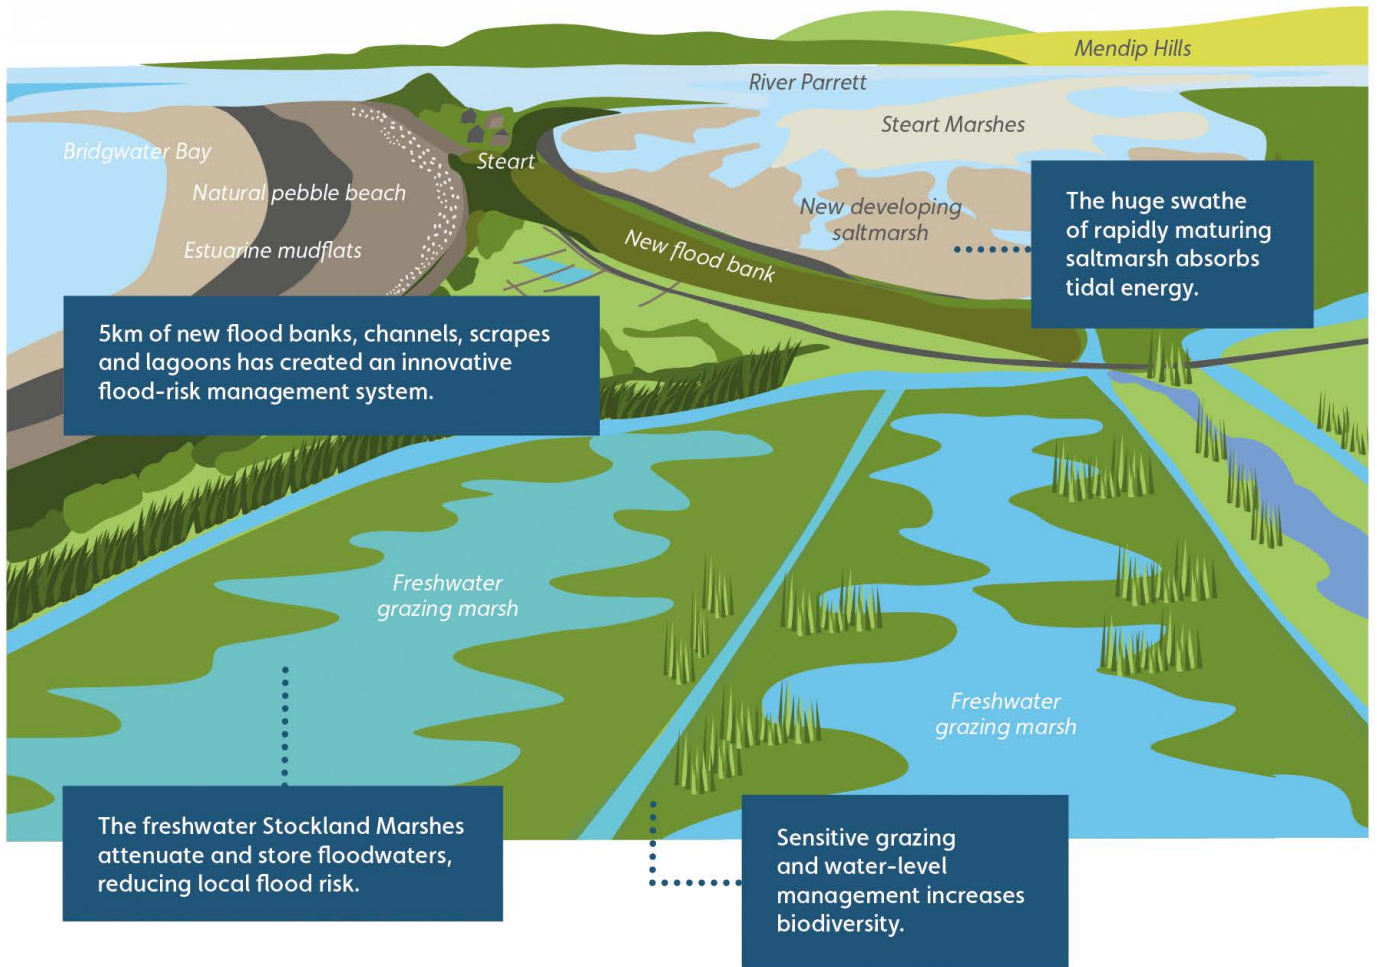 Mendip Hills
River Parrett
Steart Marshes
Bridgwater Bay
Steart
Natural pebble beach
New developing
saltmarsh
Estuarine mudflats
New flood bank
The huge swathe
of rapidly maturing
saltmarsh absorbs
tidal energy.
5km of new flood banks, channels, scrapes
and lagoons has created an innovative
flood-risk management system.
Freshwater
grazing marsh
Freshwater
grazing marsh
The freshwater Stockland Marshes
attenuate and store floodwaters,
reducing local flood risk.
Sensitive grazing
and water-level
management increases
biodiversity.